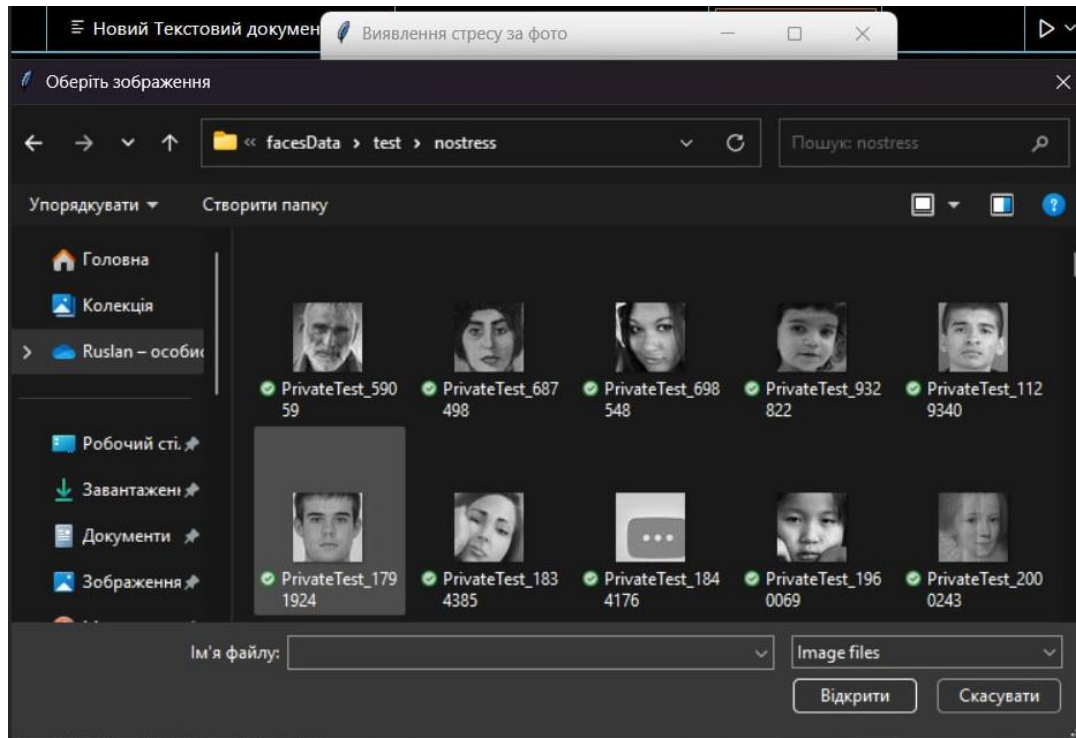 Новий Текстовий докумен
Виявлення стресу за фото
Оберіть зображення
« facesData › test › nostress
Пошук: nostress
Упорядкувати
Створити папку
Головна
Колекція
Ruslan – особис
Робочий сті.
Завантажен
Документи
Зображення
PrivateTest_590
59
PrivateTest_687
498
PrivateTest_698
548
PrivateTest_932
822
PrivateTest_112
9340
PrivateTest_179
1924
PrivateTest_183
4385
PrivateTest_184
4176
PrivateTest_196
0069
PrivateTest_200
0243
Ім'я файлу:
Image files
Відкрити
Скасувати